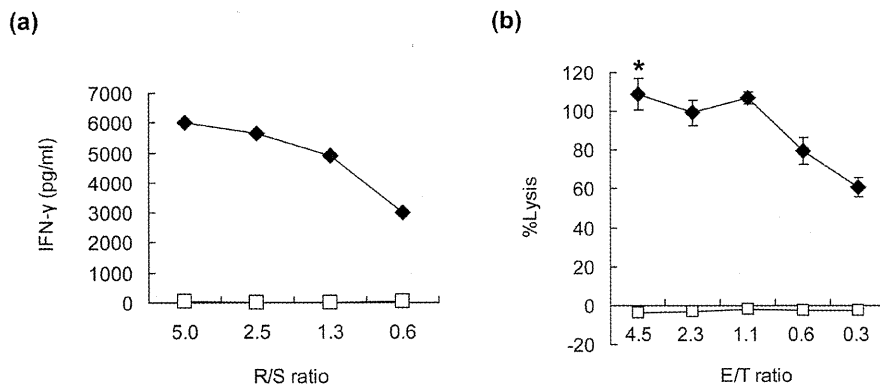 (a)
7000
6000
5000
4000
3000
2000
1000
0
IFN-γ (pg/ml)
5.0 2.5 1.3 0.6
R/S ratio
(b)
*
120
100
80
60
40
20
0
-20
%Lysis
4.5 2.3 1.1 0.6 0.3
E/T ratio